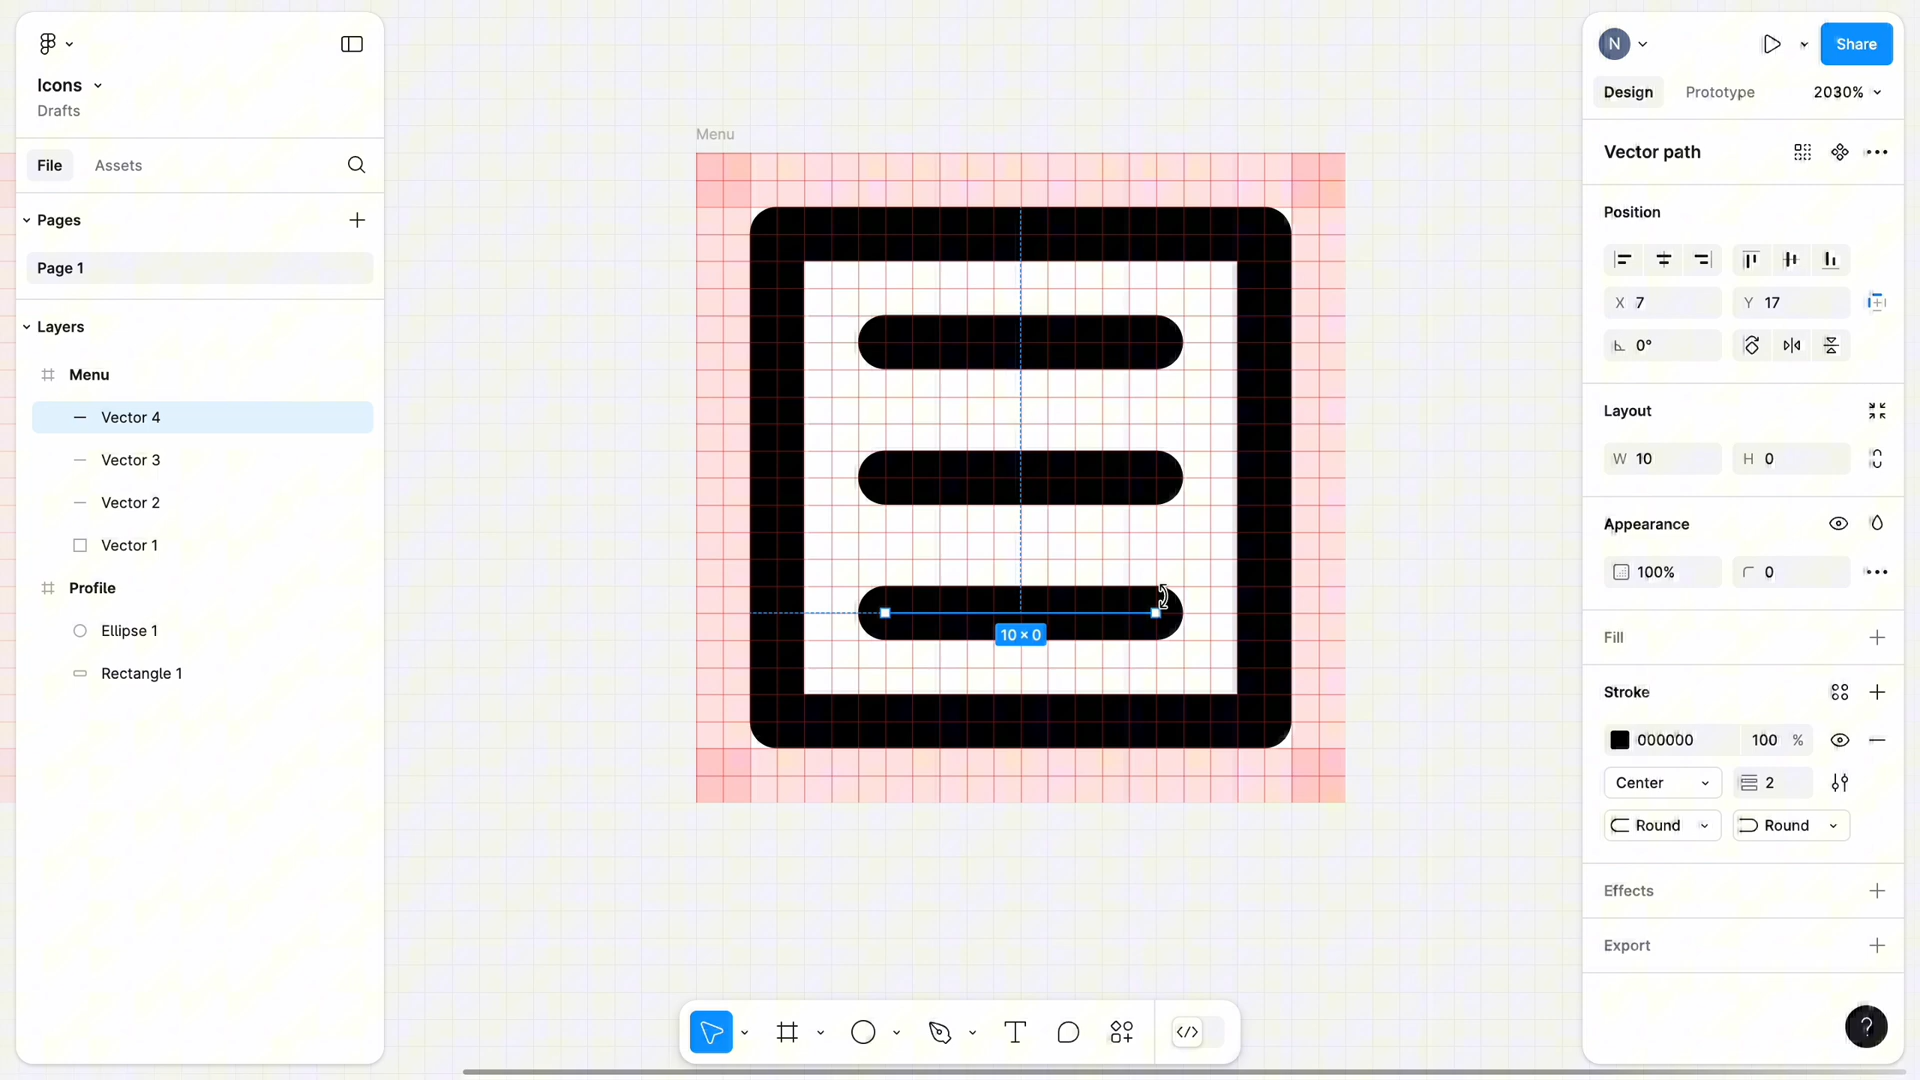 Icons
Drafts
File
Assets
Pages
Page 1
Layers
Menu
Vector 4
Vector 3
Vector 2
Vector 1
Profile
Ellipse 1
Rectangle 1
Menu
10 × 0
N
Share
Design
Prototype
2030%
Vector path
Position
X 7
Y 17
0°
Layout
W 10
H 0
Appearance
100%
0
Fill
Stroke
000000
100 %
Center
2
Round
Round
Effects
Export
?